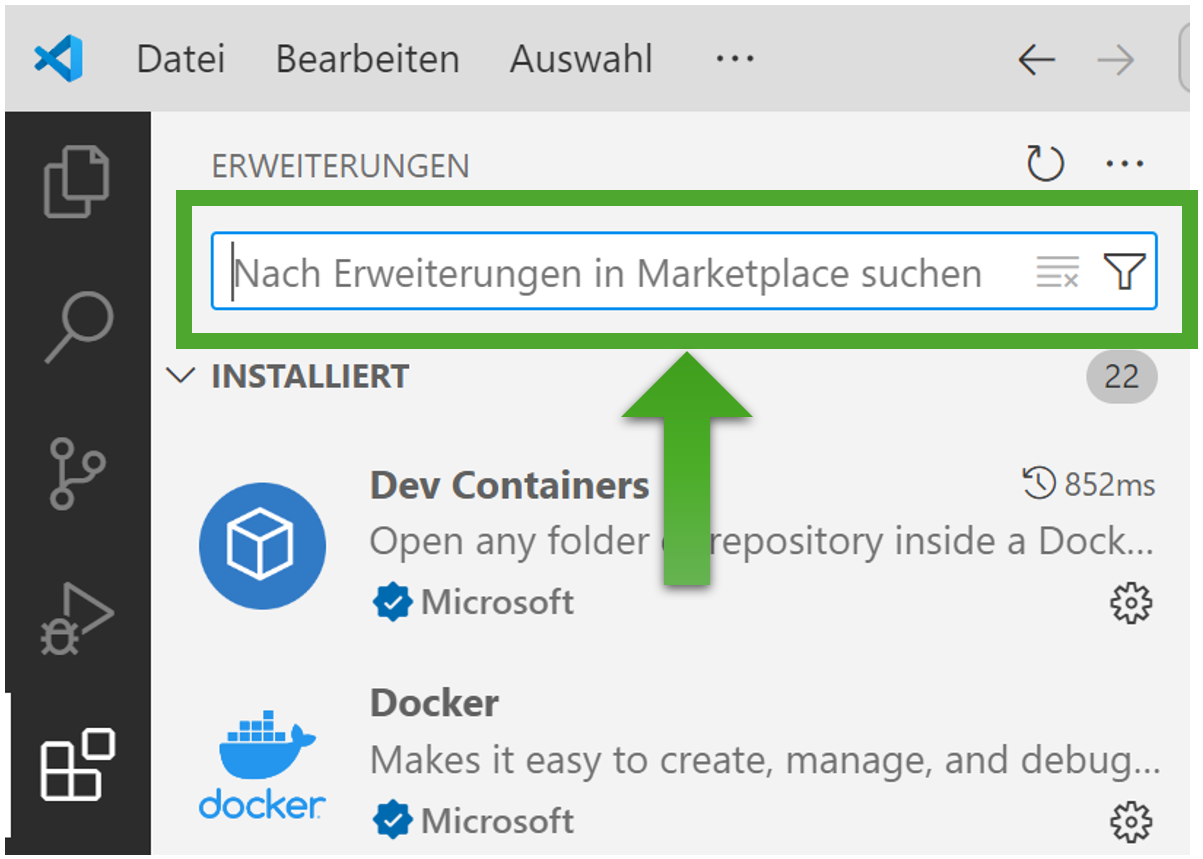 Datei Bearbeiten Auswahl ...
ERWEITERUNGEN ...
Nach Erweiterungen in Marketplace suchen
INSTALLIERT 22
Dev Containers 852ms
Open any folder repository inside a Dock...
Microsoft
Docker
Makes it easy to create, manage, and debug...
docker
Microsoft